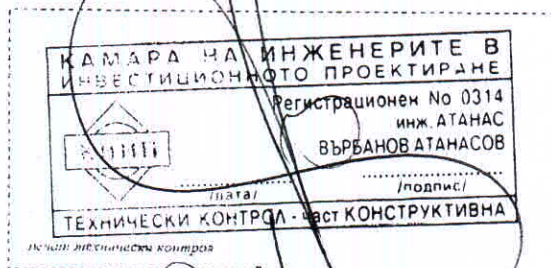 КАМАРА НА ИНЖЕНЕРИТЕ В
ИНВЕСТИЦИОННОТО ПРОЕКТИРАНЕ
Регистрационен No 0314
инж. АТАНАС
ВЪРБАНОВ АТАНАСОВ
КИИП
/дата/ /подпис/
ТЕХНИЧЕСКИ КОНТРОЛ - част КОНСТРУКТИВНА
печат технически контрол